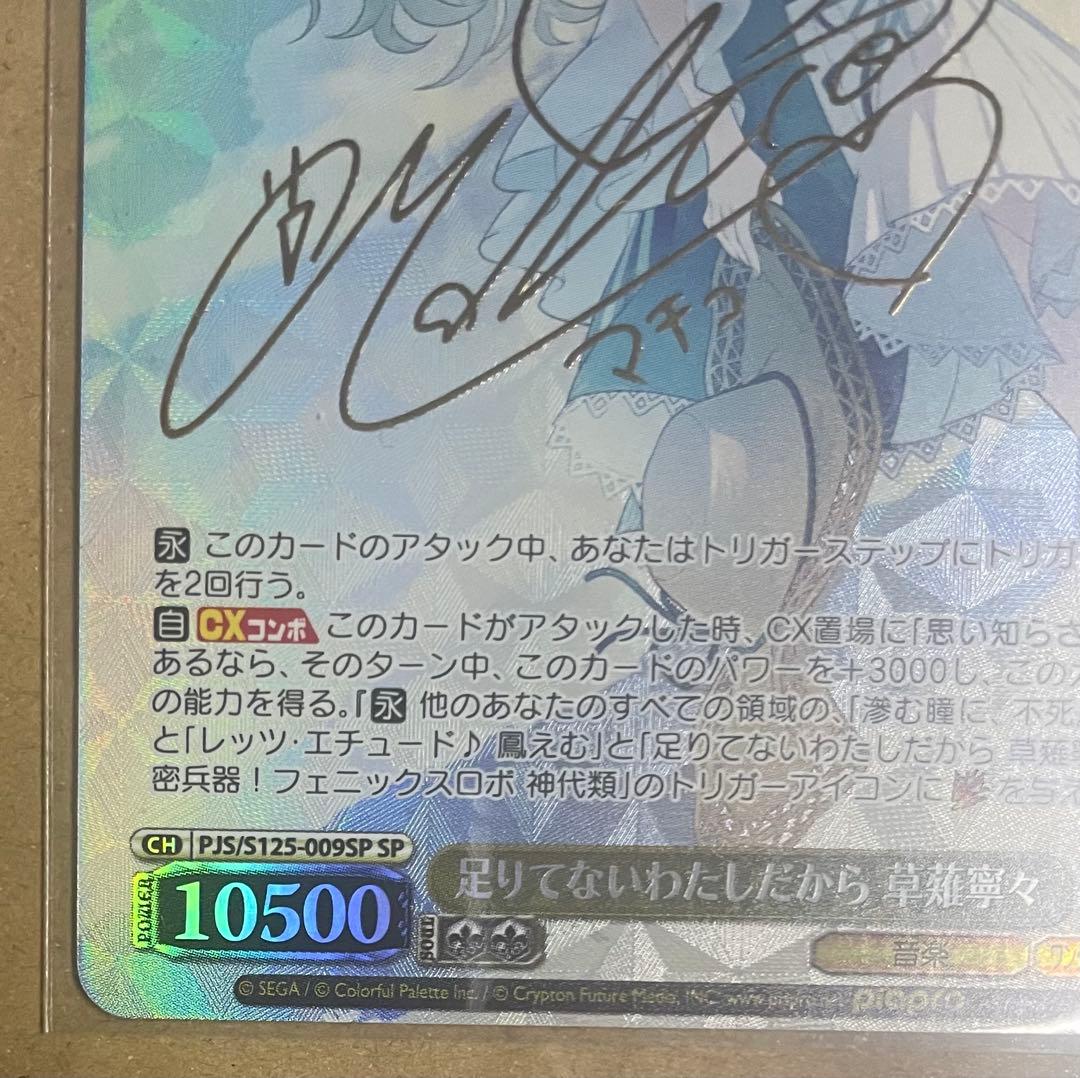 マチコ
永 このカードのアタック中、あなたはトリガーステップにトリガ
を2回行う。
自 CXコンボ このカードがアタックした時、CX置場に「思い知らさ
あるなら、そのターン中、このカードのパワーを+3000し、この
の能力を得る。『永 他のあなたのすべての領域の、「滲む瞳に 不死
と「レッツ・エチュード♪ 鳳えむ」と「足りてないわたしだから 草薙
密兵器！フェニックスロボ 神代類」のトリガーアイコンに を与え
CH PJS/S125-009SP SP
足りてないわたしだから 草薙寧々
POWER 10500
SOUL
音楽
© SEGA / © Colorful Palette Inc. / © Crypton Future Media, INC. www.piapro.net piapro